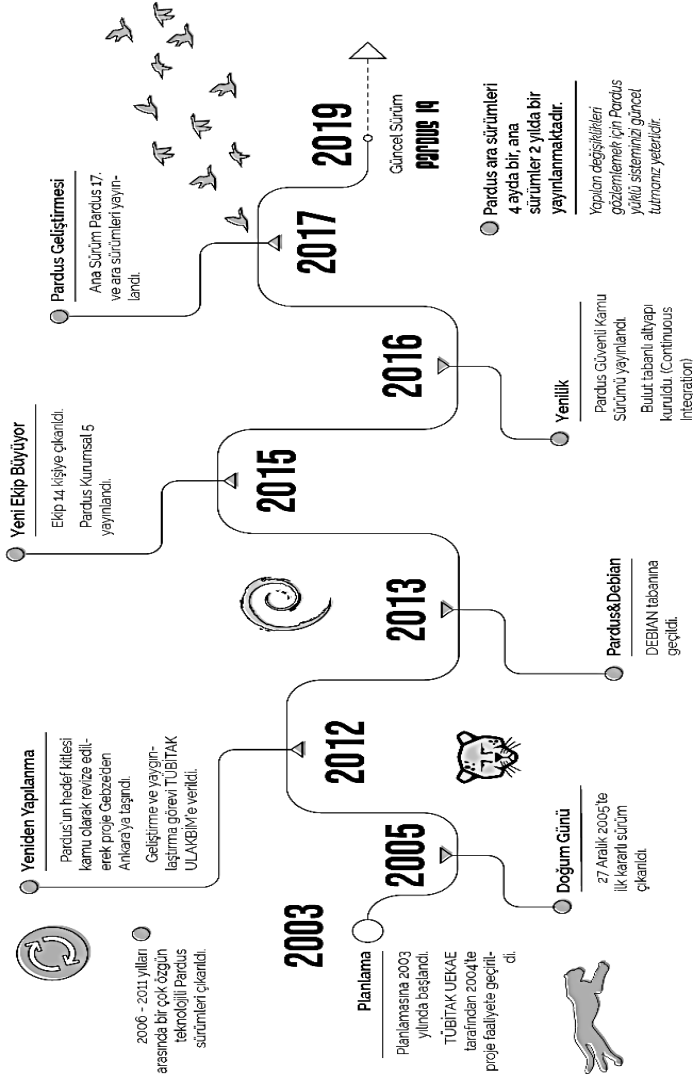 2003
Planlama
Planlamasına 2003
yılında başlandı.
TÜBİTAK UEKAE
tarafından 2004'te
proje faaliyete geçiril-
di.
2005
Doğum Günü
27 Aralık 2005'te
ilk kararlı sürüm
çıkarıldı.
2006 - 2011 yılları
arasında bir çok özgün
teknolojili Pardus
sürümleri çıkarıldı.
2012
Yeniden Yapılanma
Pardus'un hedef kitlesi
kamu olarak revize edil-
erek proje Gebze'den
Ankara'ya taşındı.
Geliştirme ve yaygın-
laştırma görevi TÜBİTAK
ULAKBİM'e verildi.
2013
Pardus&Debian
DEBIAN tabanına
geçildi.
2015
Yeni Ekip Büyüyor
Ekip 14 kişiye çıkarıldı.
Pardus Kurumsal 5
yayınlandı.
2016
Yenilik
Pardus Güvenli Kamu
Sürümü yayınlandı.
Bulut tabanlı altyapı
kuruldu. (Continuous
Integration)
2017
Pardus Geliştirmesi
Ana Sürüm Pardus 17.
ve ara sürümleri yayın-
landı.
2019
Güncel Sürüm
PARDUS 19
Pardus ara sürümleri
4 ayda bir, ana
sürümler 2 yılda bir
yayınlanmaktadır.
Yapılan değişiklikleri
gözlemlemek için Pardus
yüklü sisteminizi güncel
tutmanız yeterlidir.